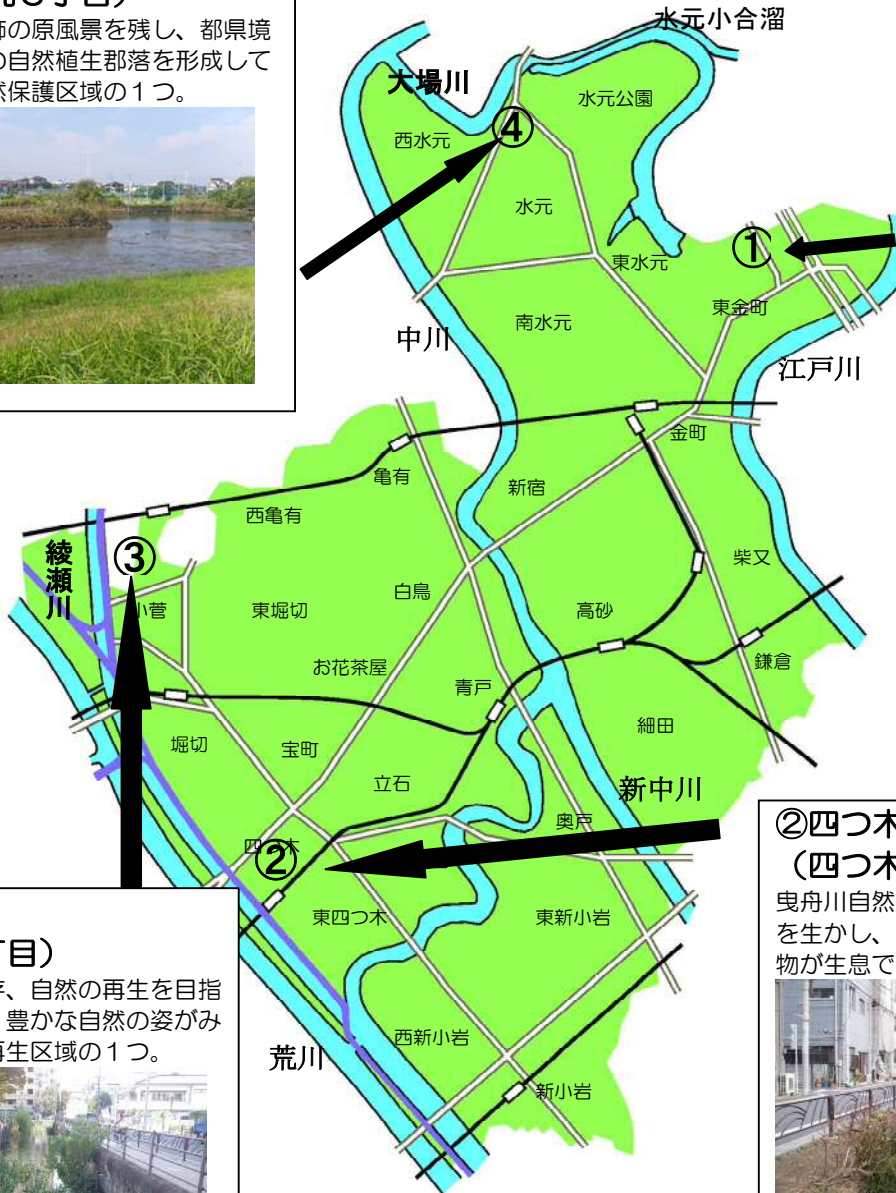 飾の原風景を残し、都県境
の自然植生群落を形成して
保護区域の１つ。
水元小合溜
大場川
水元公園
④
西水元
水元
①
東水元
東金町
南水元
中川
江戸川
金町
亀有
新宿
西亀有
綾瀬川
③
柴又
白鳥
小菅
東堀切
高砂
お花茶屋
鎌倉
青戸
細田
堀切
宝町
立石
新中川
奥戸
四つ木
②
東四つ木
東新小岩
西新小岩
荒川
新小岩
②四つ木
（四つ木
曳舟川自然
を生かし、
物が生息で
目）
、自然の再生を目指
豊かな自然の姿がみ
再生区域の１つ。